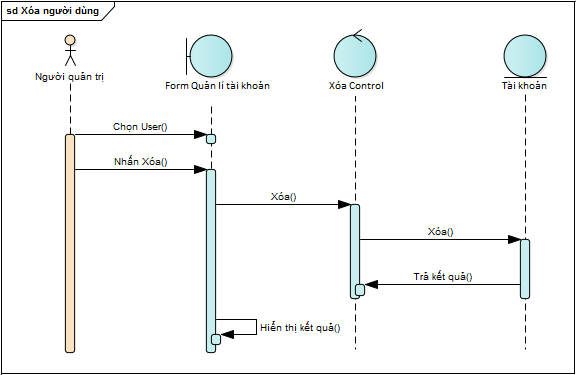 sd Xóa người dùng
Người quản trị
Form Quản lí tài khoản
Xóa Control
Tài khoản
Chọn User()
Nhấn Xóa()
Xóa()
Xóa()
Trả kết quả()
Hiển thị kết quả()